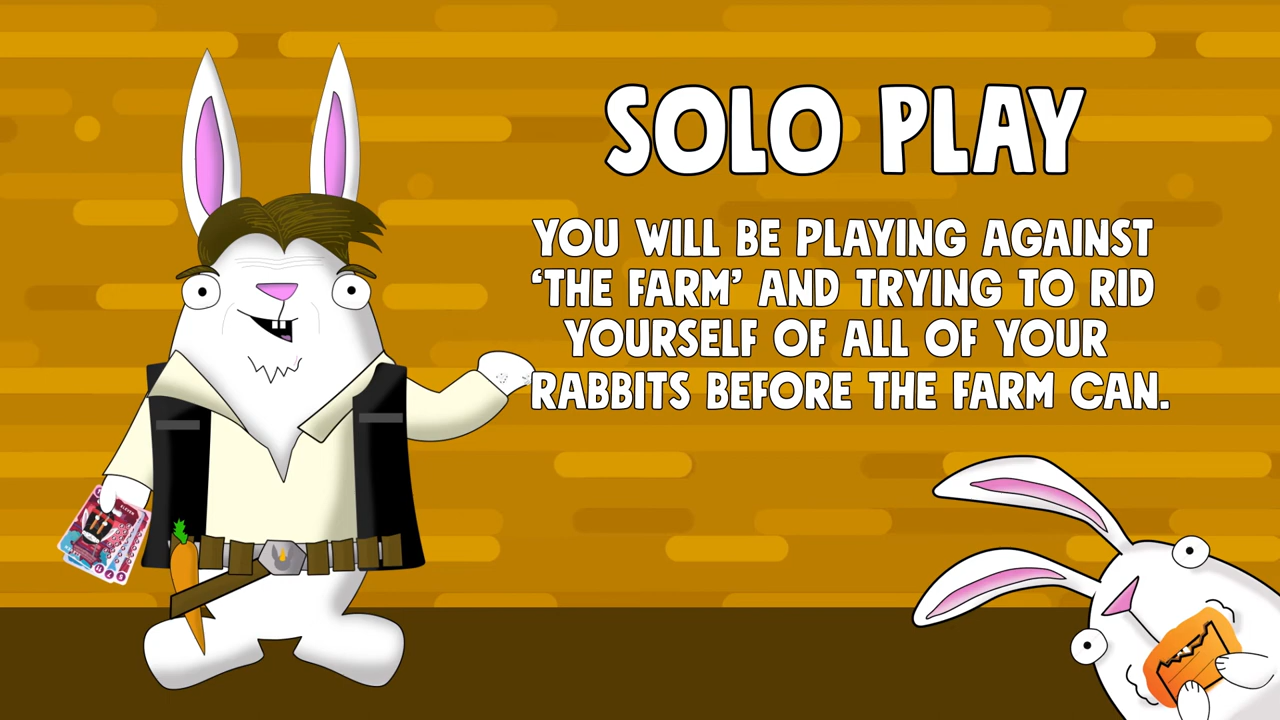 SOLO PLAY
YOU WILL BE PLAYING AGAINST
‘THE FARM’ AND TRYING TO RID
YOURSELF OF ALL OF YOUR
RABBITS BEFORE THE FARM CAN.
ELEVEN